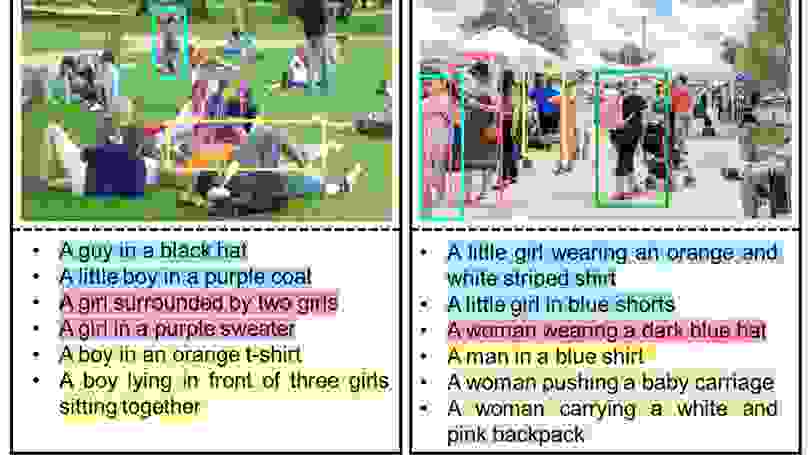 • A guy in a black hat
• A little boy in a purple coat
• A girl surrounded by two girls
• A girl in a purple sweater
• A boy in an orange t-shirt
• A boy lying in front of three girls
sitting together
• A little girl wearing an orange and
white striped shirt
• A little girl in blue shorts
• A woman wearing a dark blue hat
• A man in a blue shirt
• A woman pushing a baby carriage
• A woman carrying a white and
pink backpack